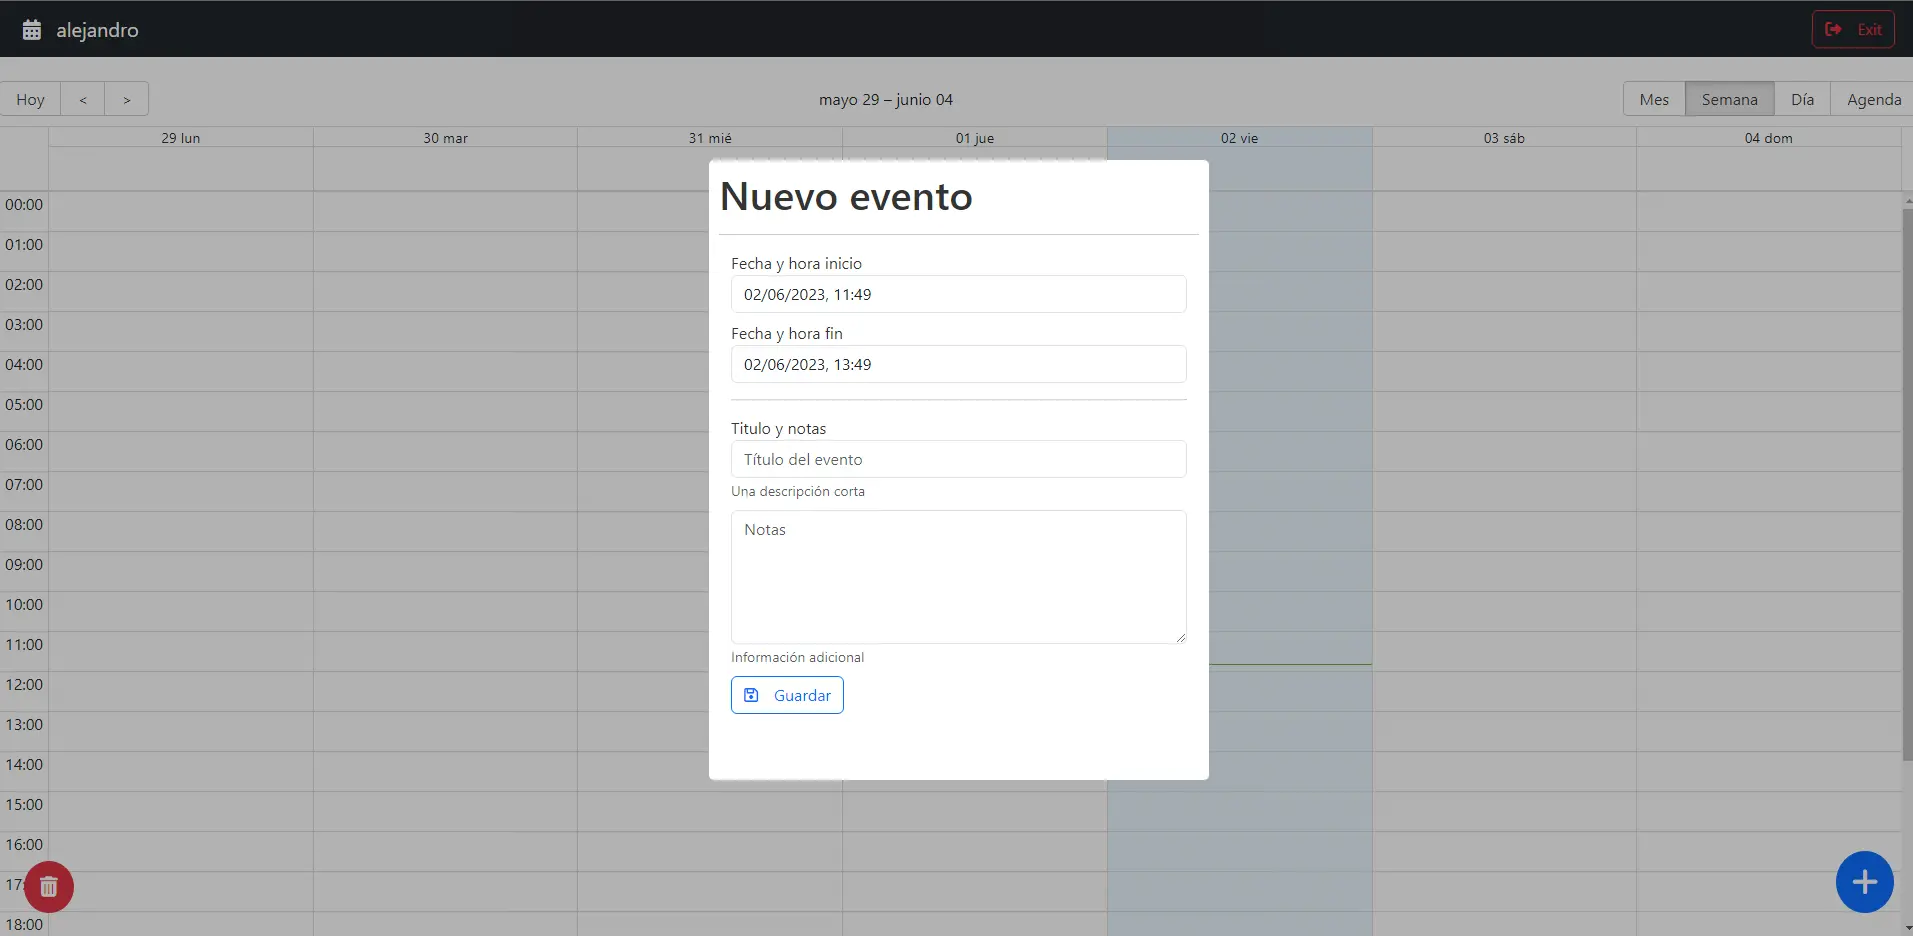 alejandro
Exit
Hoy < >
mayo 29 – junio 04
Mes Semana Día Agenda
29 lun 30 mar 31 mié 01 jue 02 vie 03 sáb 04 dom
Nuevo evento
Fecha y hora inicio
02/06/2023, 11:49
Fecha y hora fin
02/06/2023, 13:49
Titulo y notas
Título del evento
Una descripción corta
Notas
Información adicional
Guardar
00:00
01:00
02:00
03:00
04:00
05:00
06:00
07:00
08:00
09:00
10:00
11:00
12:00
13:00
14:00
15:00
16:00
17:
18:00